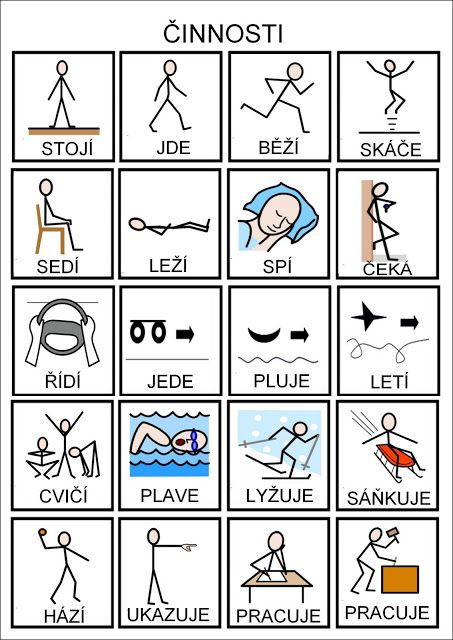 ČINNOSTI
STOJÍ JDE BĚŽÍ SKÁČE
SEDÍ LEŽÍ SPÍ ČEKÁ
ŘÍDÍ JEDE PLUJE LETÍ
CVIČÍ PLAVE LYŽUJE SÁŇKUJE
HÁZÍ UKAZUJE PRACUJE PRACUJE